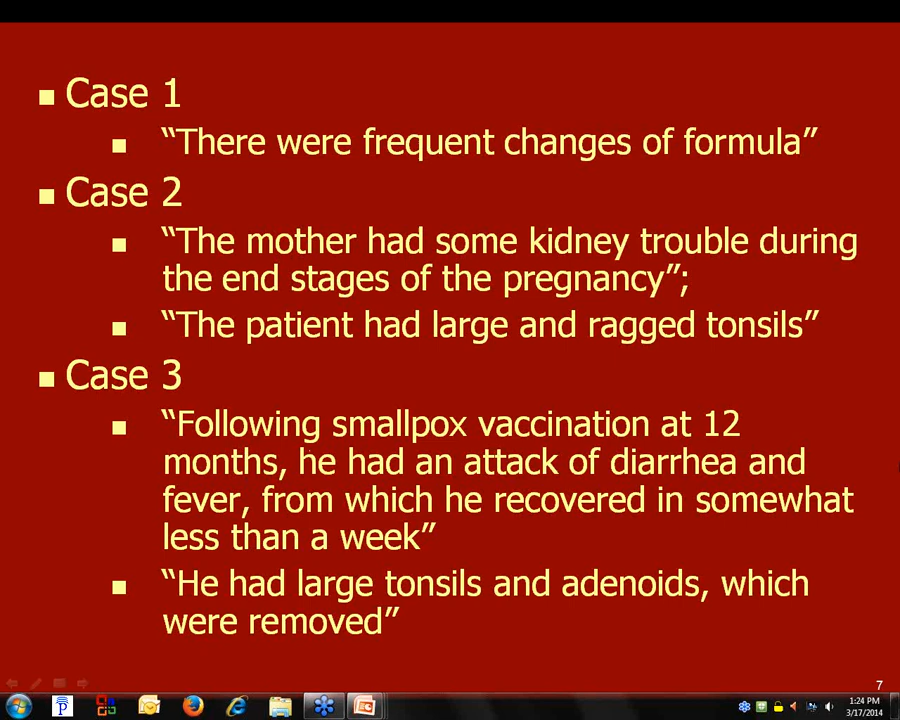 Case 1
“There were frequent changes of formula”
Case 2
“The mother had some kidney trouble during
the end stages of the pregnancy”;
“The patient had large and ragged tonsils”
Case 3
“Following smallpox vaccination at 12
months, he had an attack of diarrhea and
fever, from which he recovered in somewhat
less than a week”
“He had large tonsils and adenoids, which
were removed”
7
1:24 PM
3/17/2014